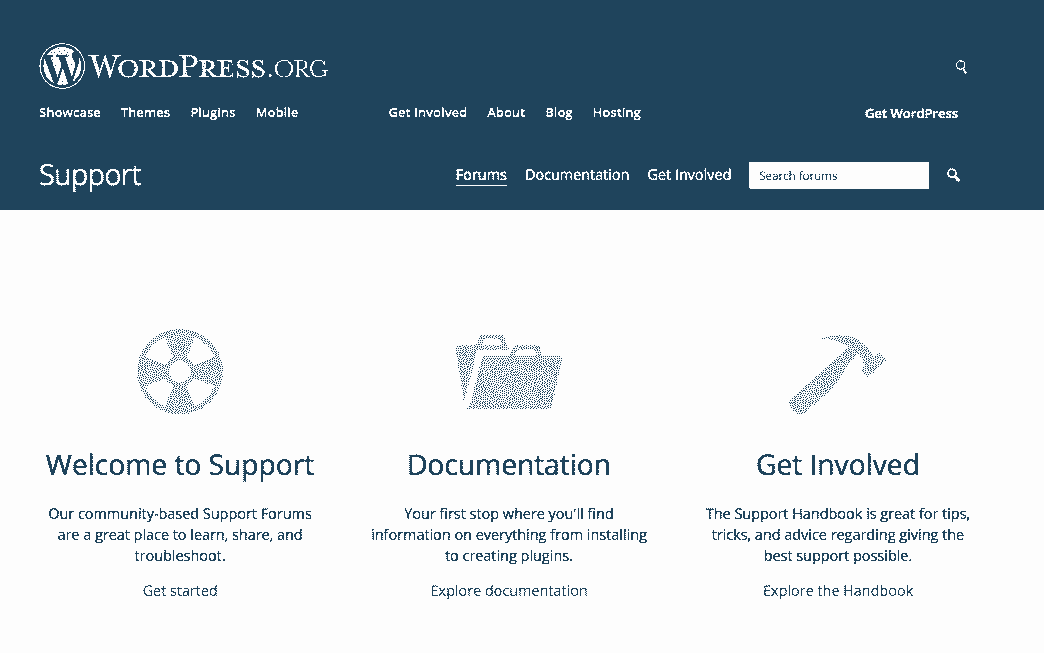 WORDPRESS.ORG
Showcase Themes Plugins Mobile Get Involved About Blog Hosting Get WordPress
Support Forums Documentation Get Involved Search forums
Welcome to Support
Our community-based Support Forums
are a great place to learn, share, and
troubleshoot.
Get started
Documentation
Your first stop where you'll find
information on everything from installing
to creating plugins.
Explore documentation
Get Involved
The Support Handbook is great for tips,
tricks, and advice regarding giving the
best support possible.
Explore the Handbook